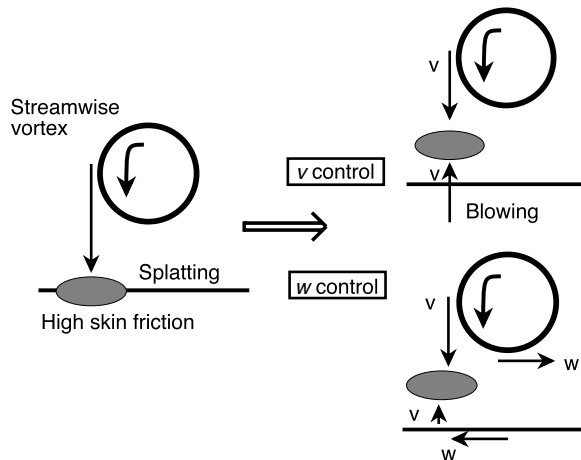 Streamwise
vortex
Splatting
High skin friction
v control
v
v
Blowing
w control
v
w
v
w